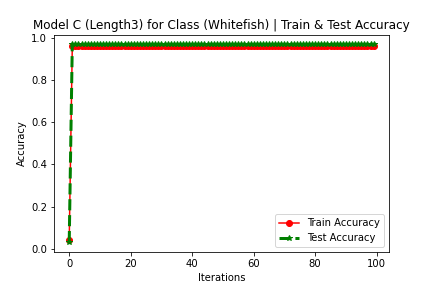 Model C (Length3) for Class (Whitefish) | Train & Test Accuracy
1.0
0.8
0.6
0.4
0.2
0.0
Accuracy
Train Accuracy
Test Accuracy
0 20 40 60 80 100
Iterations